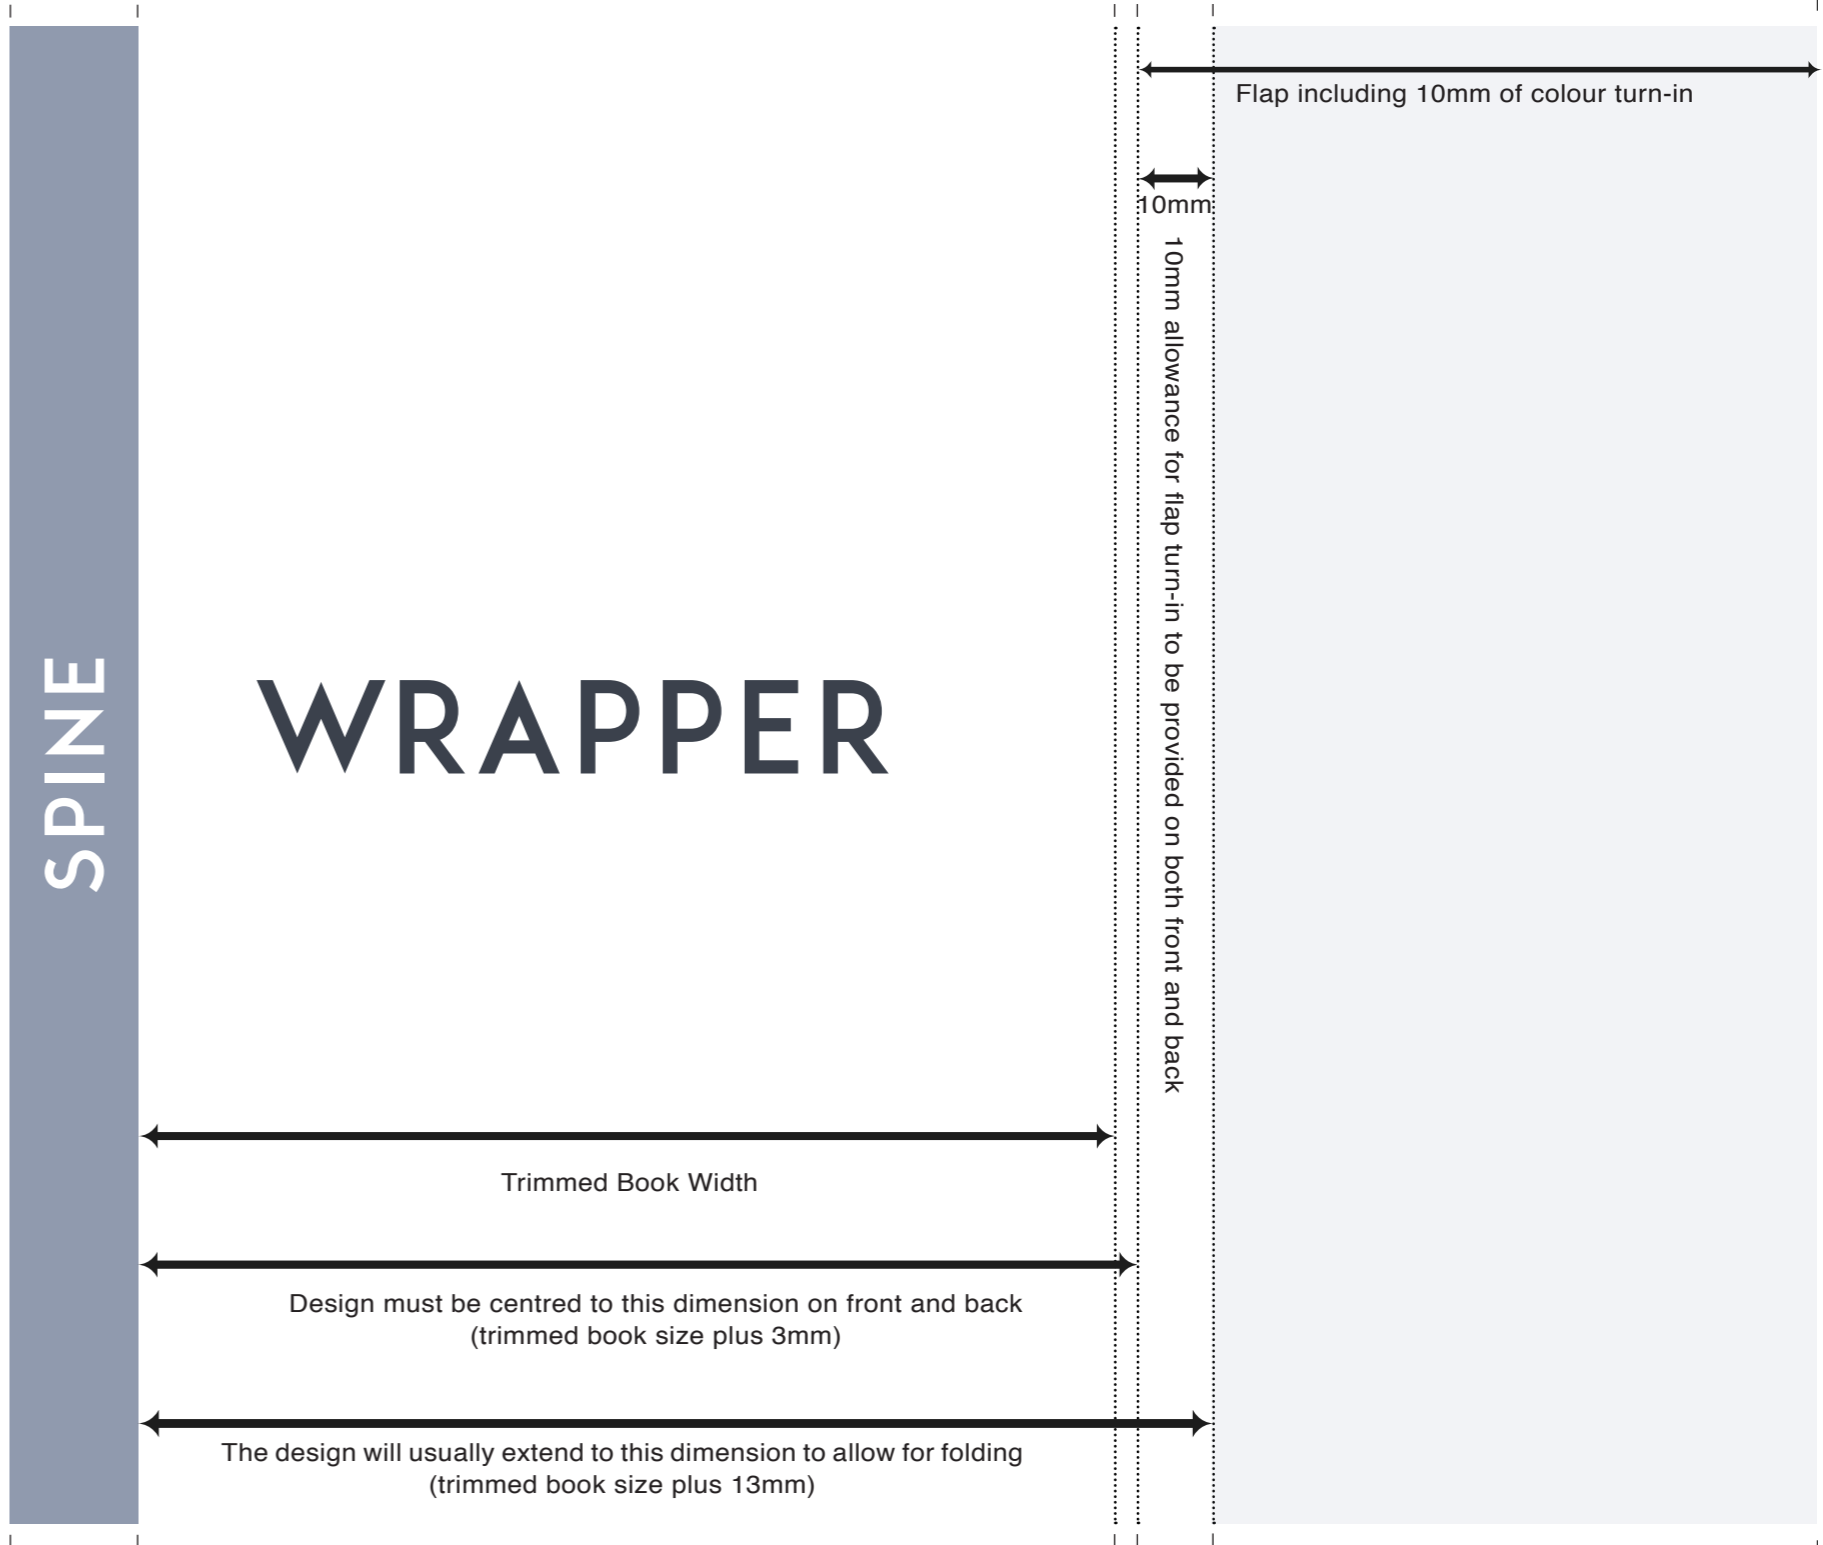 Flap including 10mm of colour turn-in
10mm
10mm allowance for flap turn-in to be provided on both front and back
SPINE
WRAPPER
Trimmed Book Width
Design must be centred to this dimension on front and back
(trimmed book size plus 3mm)
The design will usually extend to this dimension to allow for folding
(trimmed book size plus 13mm)